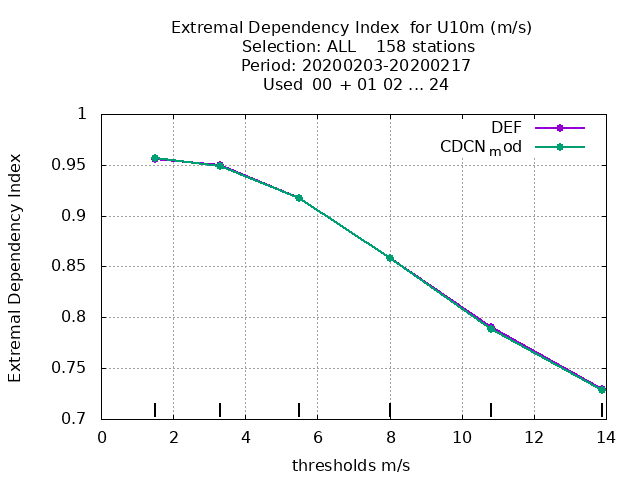 Extremal Dependency Index  for U10m (m/s)
Selection: ALL    158 stations
Period: 20200203-20200217
Used  00 + 01 02 ... 24
DEF
CDCNmod
Extremal Dependency Index
1
0.95
0.9
0.85
0.8
0.75
0.7
0 2 4 6 8 10 12 14
thresholds m/s